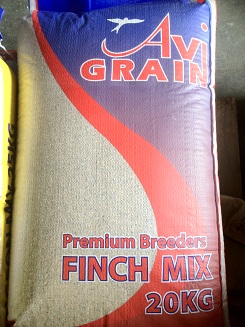 Avi
GRAIN
Premium Breeders
FINCH MIX
20KG